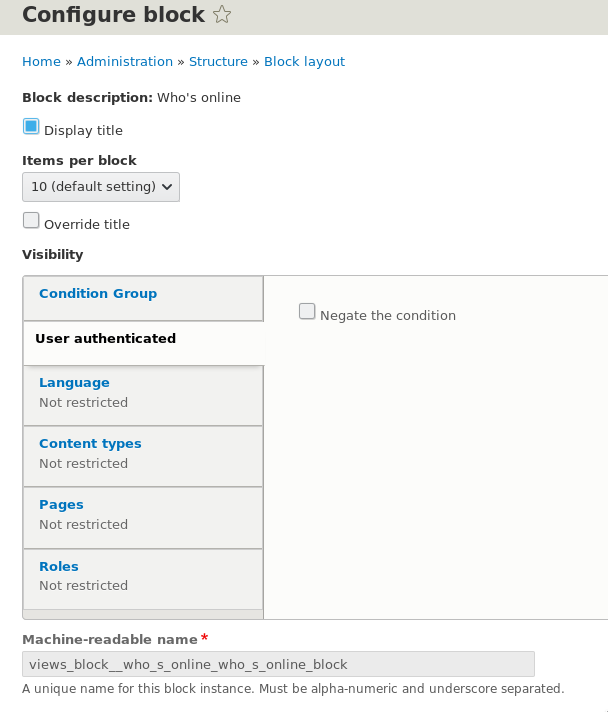 Configure block
Home » Administration » Structure » Block layout
Block description: Who's online
Display title
Items per block
10 (default setting)
Override title
Visibility
Condition Group
Negate the condition
User authenticated
Language
Not restricted
Content types
Not restricted
Pages
Not restricted
Roles
Not restricted
Machine-readable name *
views_block__who_s_online_who_s_online_block
A unique name for this block instance. Must be alpha-numeric and underscore separated.